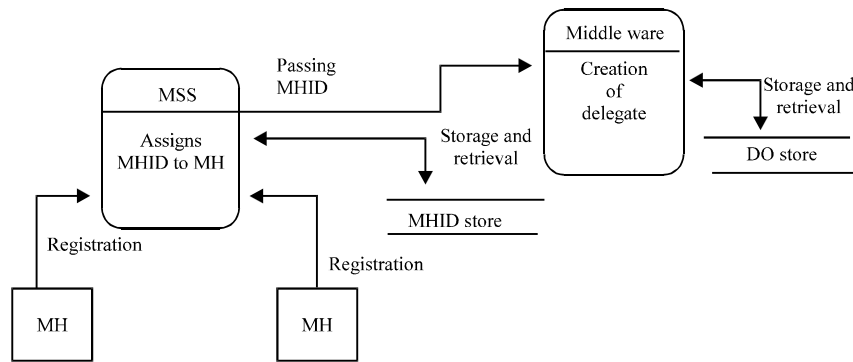 Middle ware
Creation
of
delegate
Passing
MHID
MSS
Assigns
MHID to MH
Storage and
retrieval
Storage and
retrieval
DO store
MHID store
Registration
Registration
MH
MH